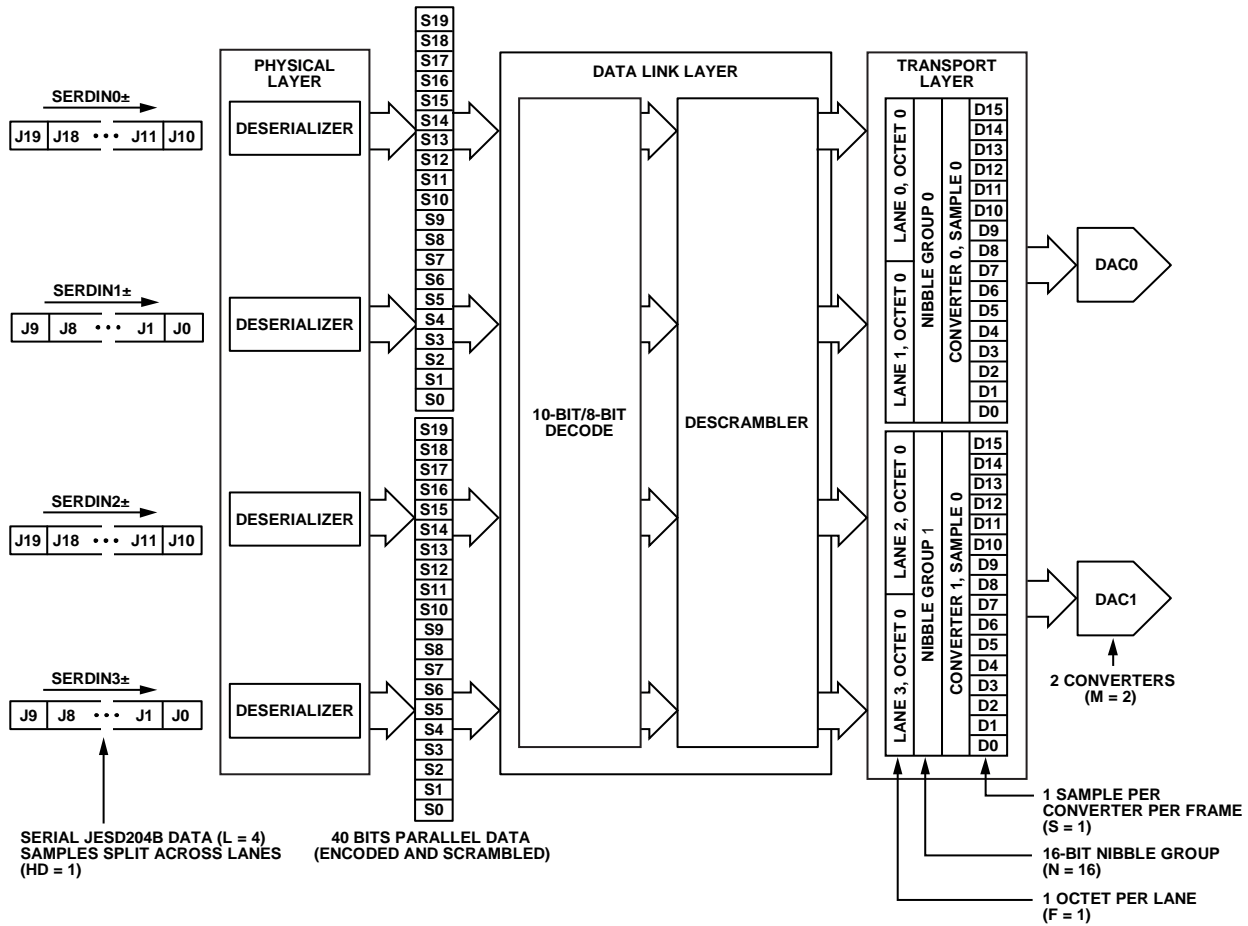 PHYSICAL
LAYER
DATA LINK LAYER
TRANSPORT
LAYER
SERDIN0±
J19 J18 ••• J11 J10
SERDIN1±
J9 J8 ••• J1 J0
SERDIN2±
J19 J18 ••• J11 J10
SERDIN3±
J9 J8 ••• J1 J0
DESERIALIZER
DESERIALIZER
DESERIALIZER
DESERIALIZER
S19
S18
S17
S16
S15
S14
S13
S12
S11
S10
S9
S8
S7
S6
S5
S4
S3
S2
S1
S0
S19
S18
S17
S16
S15
S14
S13
S12
S11
S10
S9
S8
S7
S6
S5
S4
S3
S2
S1
S0
10-BIT/8-BIT
DECODE
DESCRAMBLER
LANE 0, OCTET 0
LANE 1, OCTET 0
NIBBLE GROUP 0
CONVERTER 0, SAMPLE 0
D15
D14
D13
D12
D11
D10
D9
D8
D7
D6
D5
D4
D3
D2
D1
D0
LANE 2, OCTET 0
LANE 3, OCTET 0
NIBBLE GROUP 1
CONVERTER 1, SAMPLE 0
D15
D14
D13
D12
D11
D10
D9
D8
D7
D6
D5
D4
D3
D2
D1
D0
DAC0
DAC1
2 CONVERTERS
(M = 2)
SERIAL JESD204B DATA (L = 4)
SAMPLES SPLIT ACROSS LANES
(HD = 1)
40 BITS PARALLEL DATA
(ENCODED AND SCRAMBLED)
1 SAMPLE PER
CONVERTER PER FRAME
(S = 1)
16-BIT NIBBLE GROUP
(N = 16)
1 OCTET PER LANE
(F = 1)